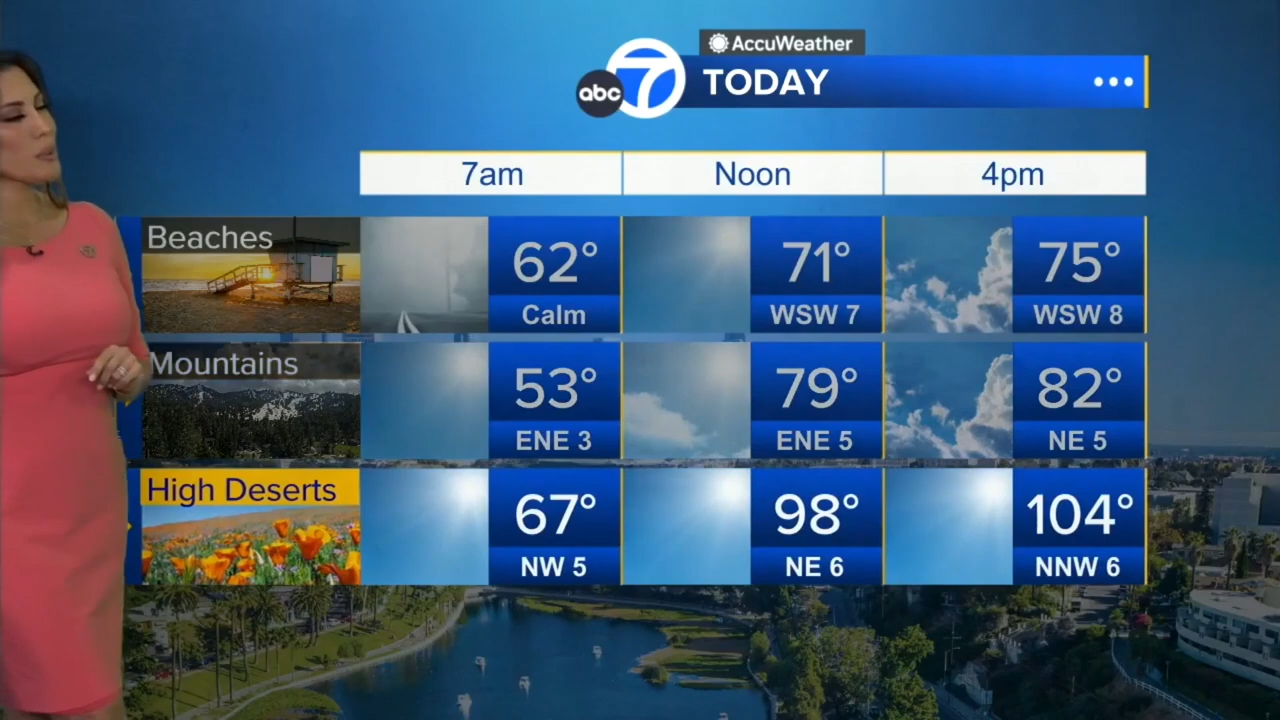 AccuWeather
abc 7 TODAY
7am Noon 4pm
Beaches 62° 71° 75°
Calm WSW 7 WSW 8
Mountains 53° 79° 82°
ENE 3 ENE 5 NE 5
High Deserts 67° 98° 104°
NW 5 NE 6 NNW 6